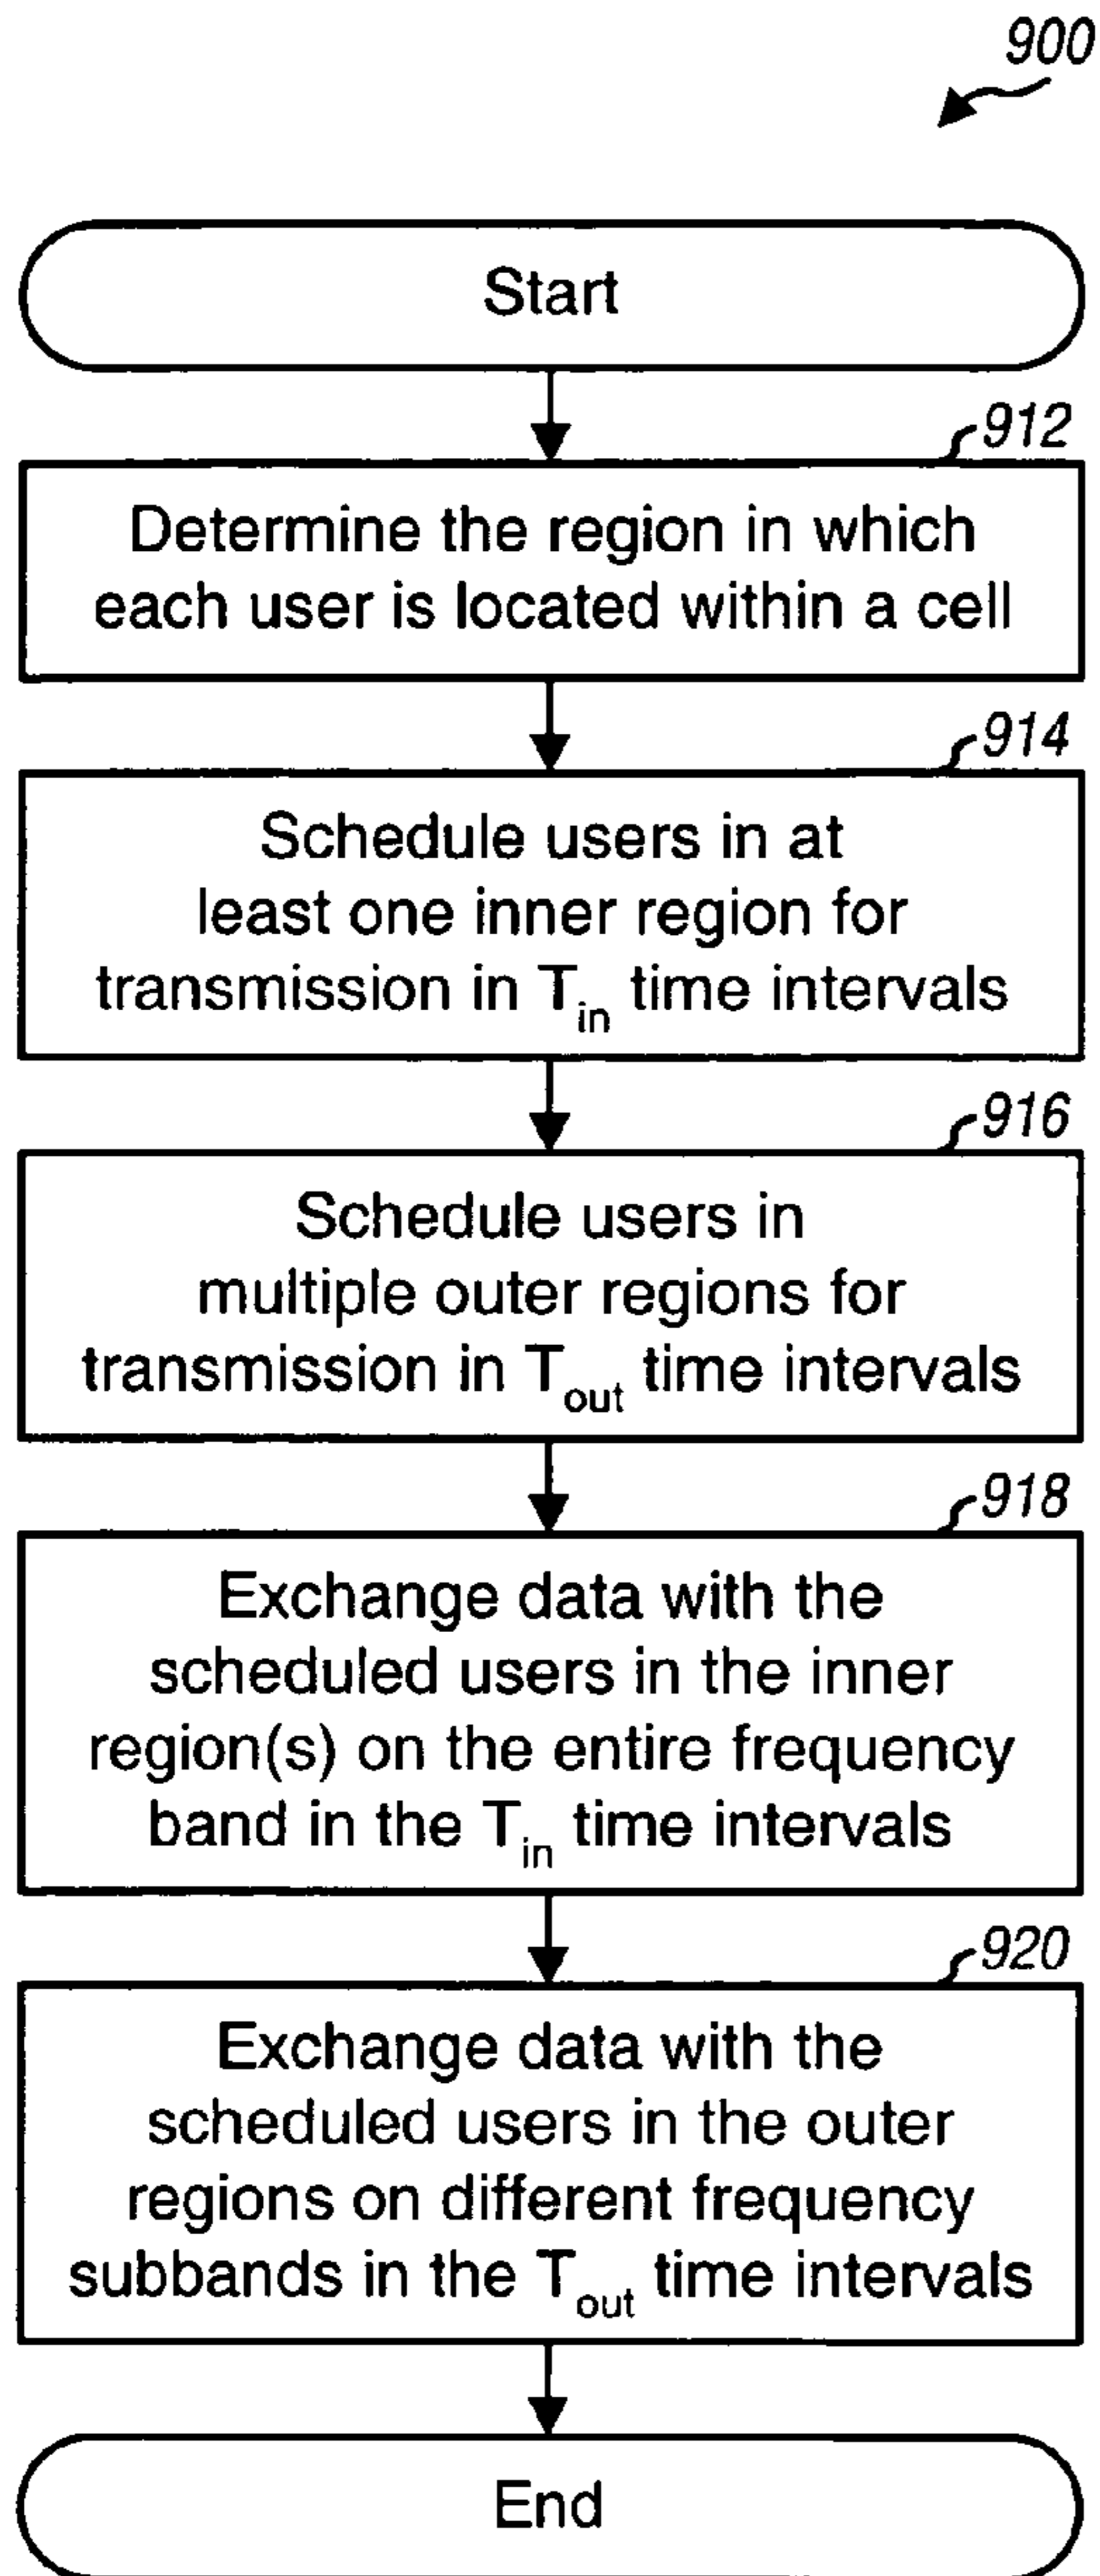 900
Start
912
Determine the region in which
each user is located within a cell
914
Schedule users in at
least one inner region for
transmission in Tin time intervals
916
Schedule users in
multiple outer regions for
transmission in Tout time intervals
918
Exchange data with the
scheduled users in the inner
region(s) on the entire frequency
band in the Tin time intervals
920
Exchange data with the
scheduled users in the outer
regions on different frequency
subbands in the Tout time intervals
End